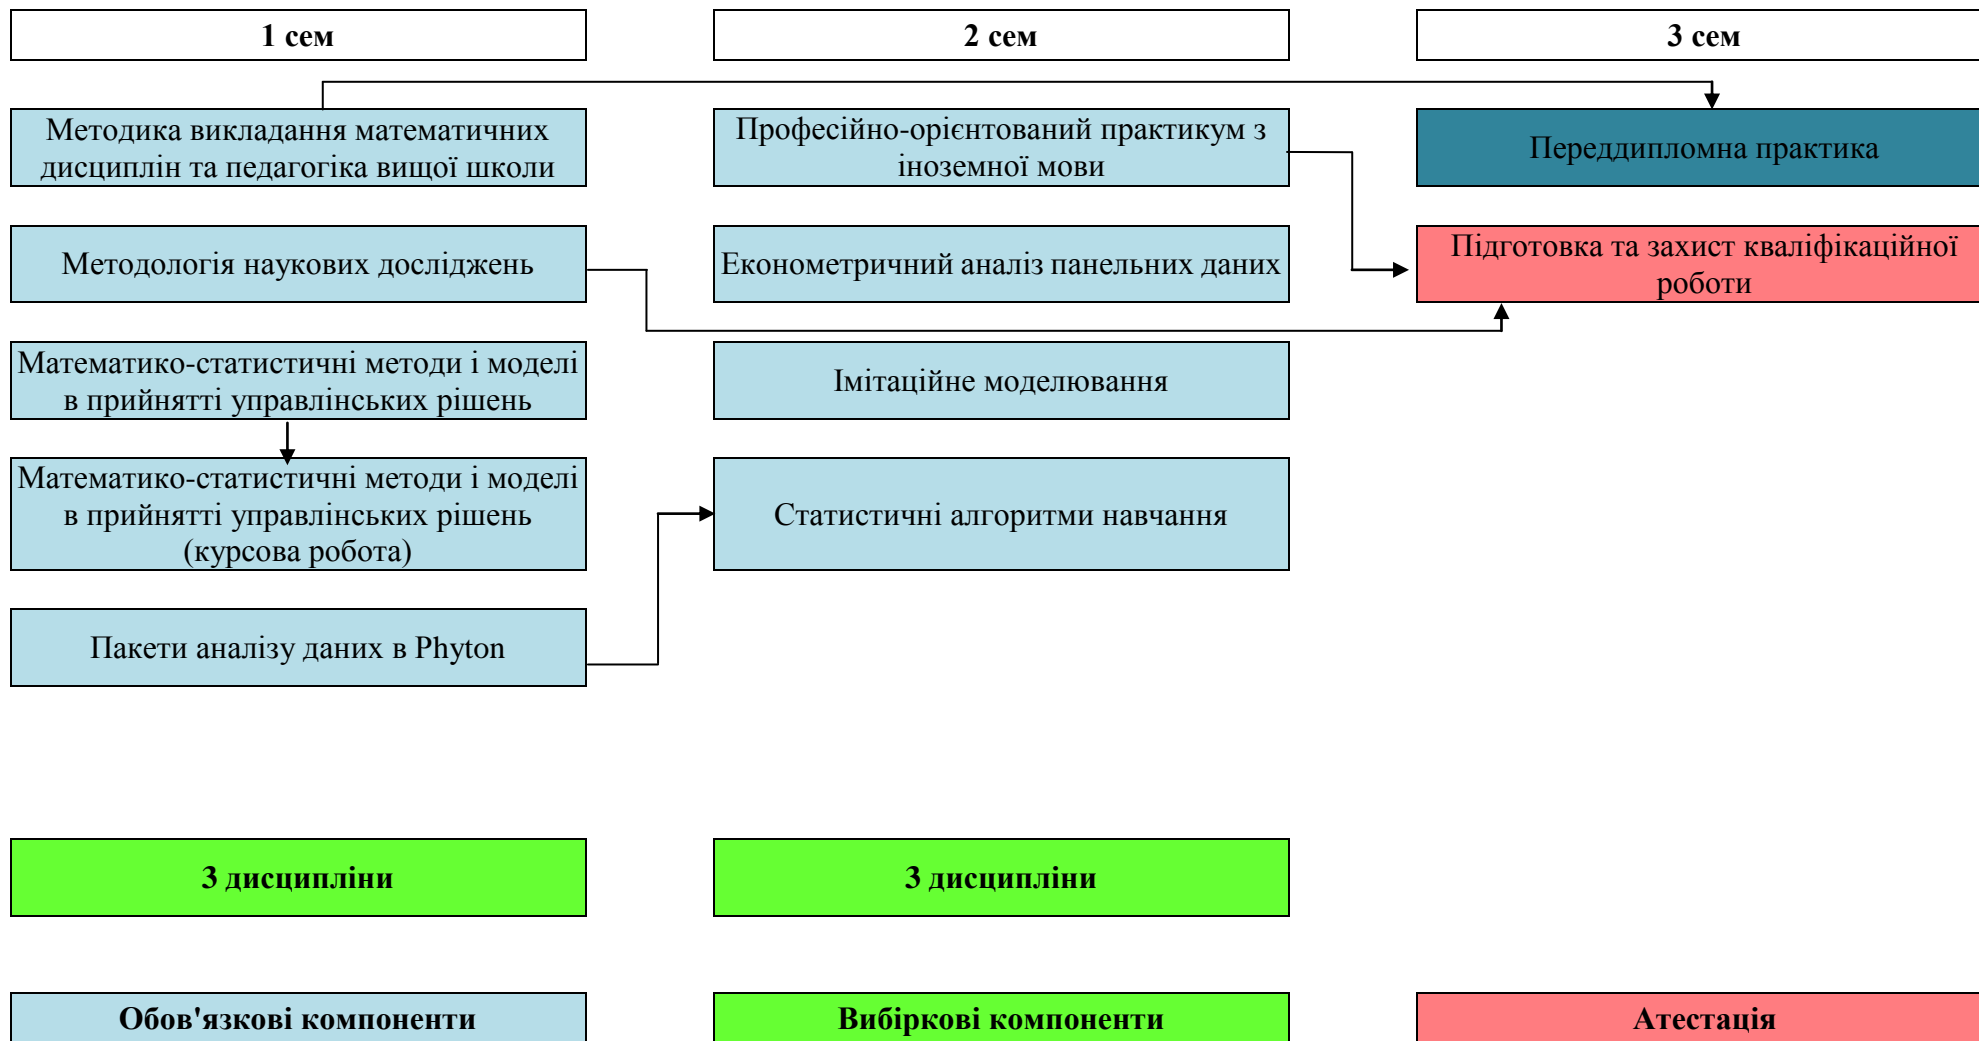 1 сем
2 сем
3 сем
Методика викладання математичних
дисциплін та педагогіка вищої школи
Професійно-орієнтований практикум з
іноземної мови
Переддипломна практика
Методологія наукових досліджень
Економетричний аналіз панельних даних
Підготовка та захист кваліфікаційної
роботи
Математико-статистичні методи і моделі
в прийнятті управлінських рішень
Імітаційне моделювання
Математико-статистичні методи і моделі
в прийнятті управлінських рішень
(курсова робота)
Статистичні алгоритми навчання
Пакети аналізу даних в Phyton
3 дисципліни
3 дисципліни
Обов'язкові компоненти
Вибіркові компоненти
Атестація